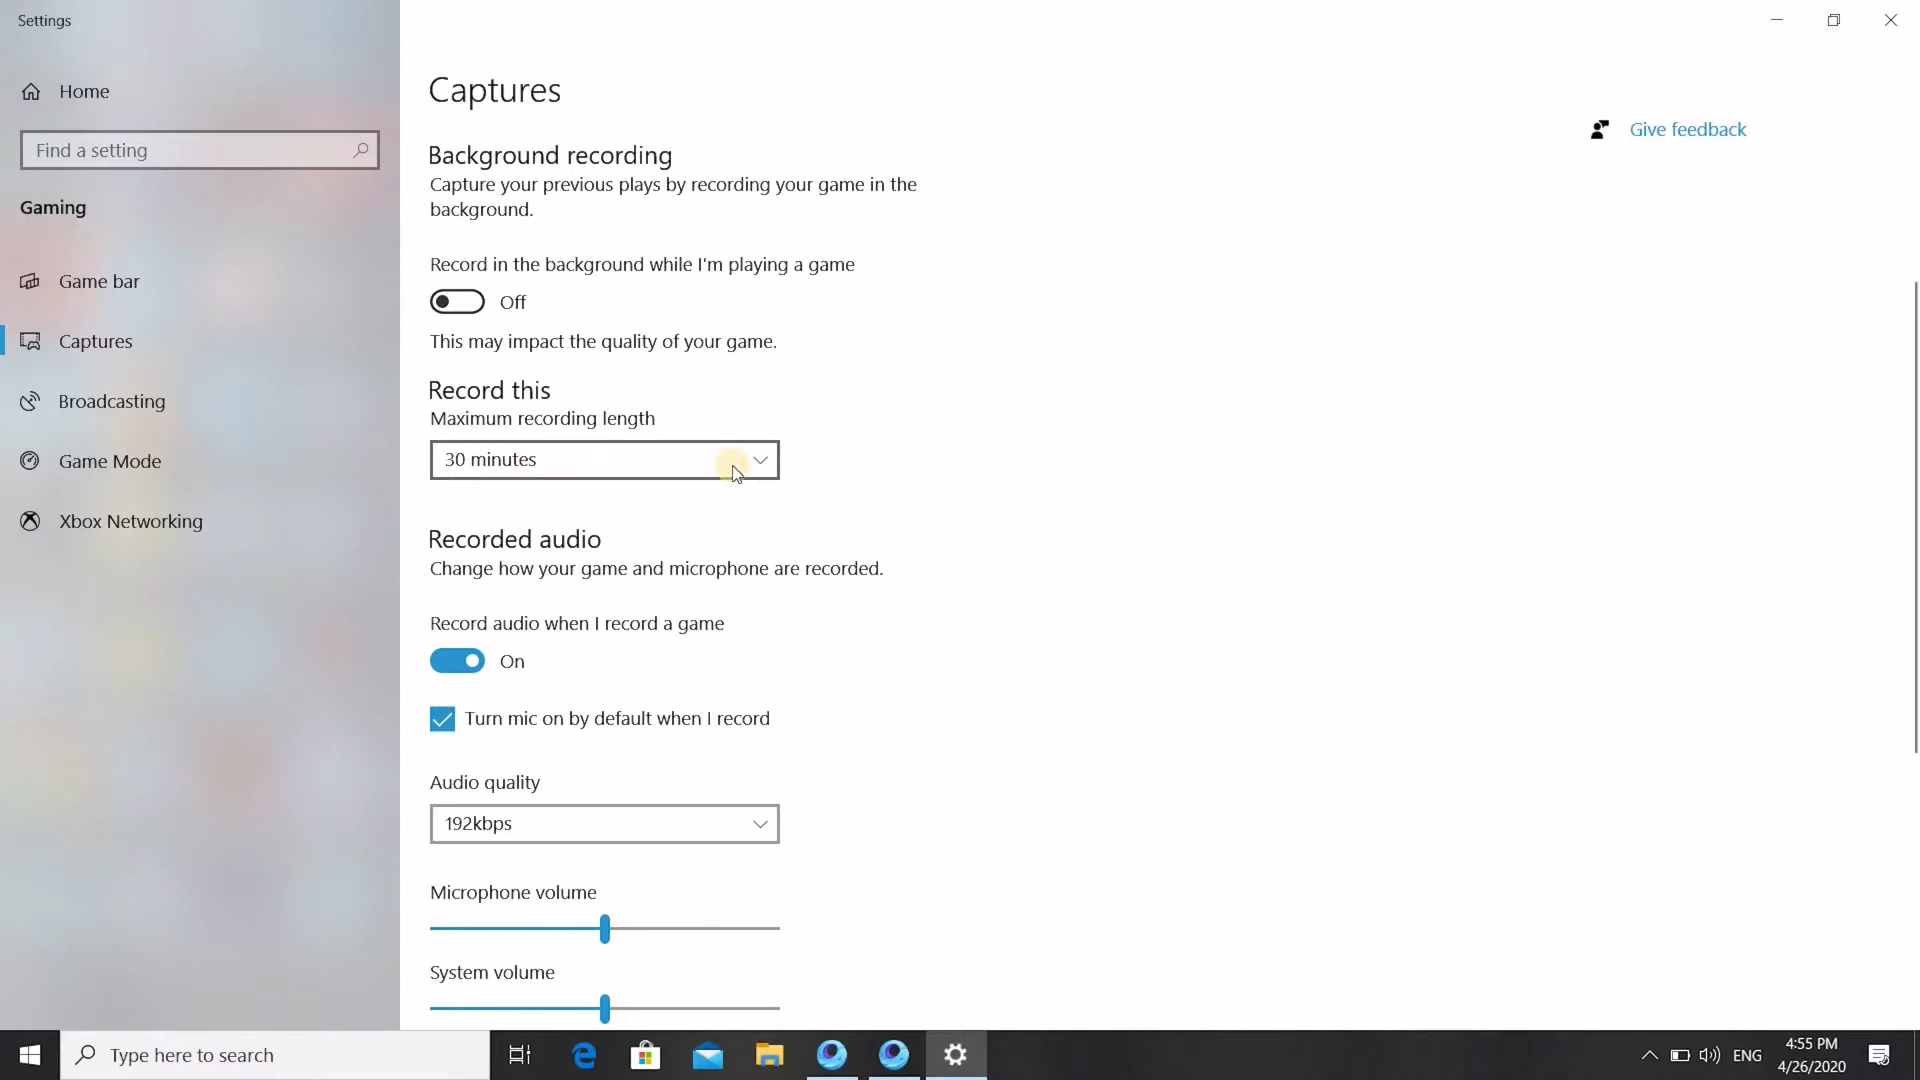 Settings
Home
Find a setting
Gaming
Game bar
Captures
Broadcasting
Game Mode
Xbox Networking
Captures
Background recording
Capture your previous plays by recording your game in the
background.
Record in the background while I'm playing a game
Off
This may impact the quality of your game.
Record this
Maximum recording length
30 minutes
Recorded audio
Change how your game and microphone are recorded.
Record audio when I record a game
On
Turn mic on by default when I record
Audio quality
192kbps
Microphone volume
System volume
Give feedback
Type here to search
ENG
4:55 PM
4/26/2020